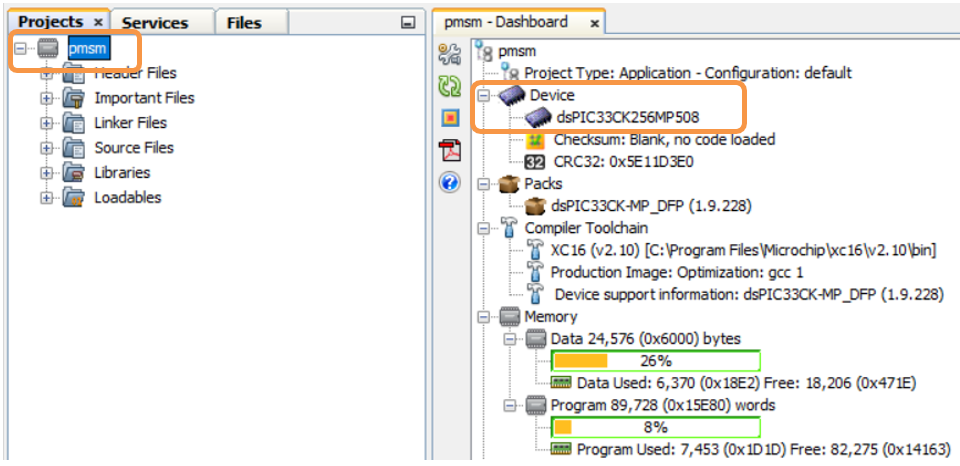 Projects × Services Files
pmsm
Header Files
Important Files
Linker Files
Source Files
Libraries
Loadables
pmsm - Dashboard ×
pmsm
Project Type: Application - Configuration: default
Device
dsPIC33CK256MP508
Checksum: Blank, no code loaded
32 CRC32: 0x5E11D3E0
Packs
dsPIC33CK-MP_DFP (1.9.228)
Compiler Toolchain
XC16 (v2.10) [C:\Program Files\Microchip\xc16\v2.10\bin]
Production Image: Optimization: gcc 1
Device support information: dsPIC33CK-MP_DFP (1.9.228)
Memory
Data 24,576 (0x6000) bytes
26%
Data Used: 6,370 (0x18E2) Free: 18,206 (0x471E)
Program 89,728 (0x15E80) words
8%
Program Used: 7,453 (0x1D1D) Free: 82,275 (0x14163)